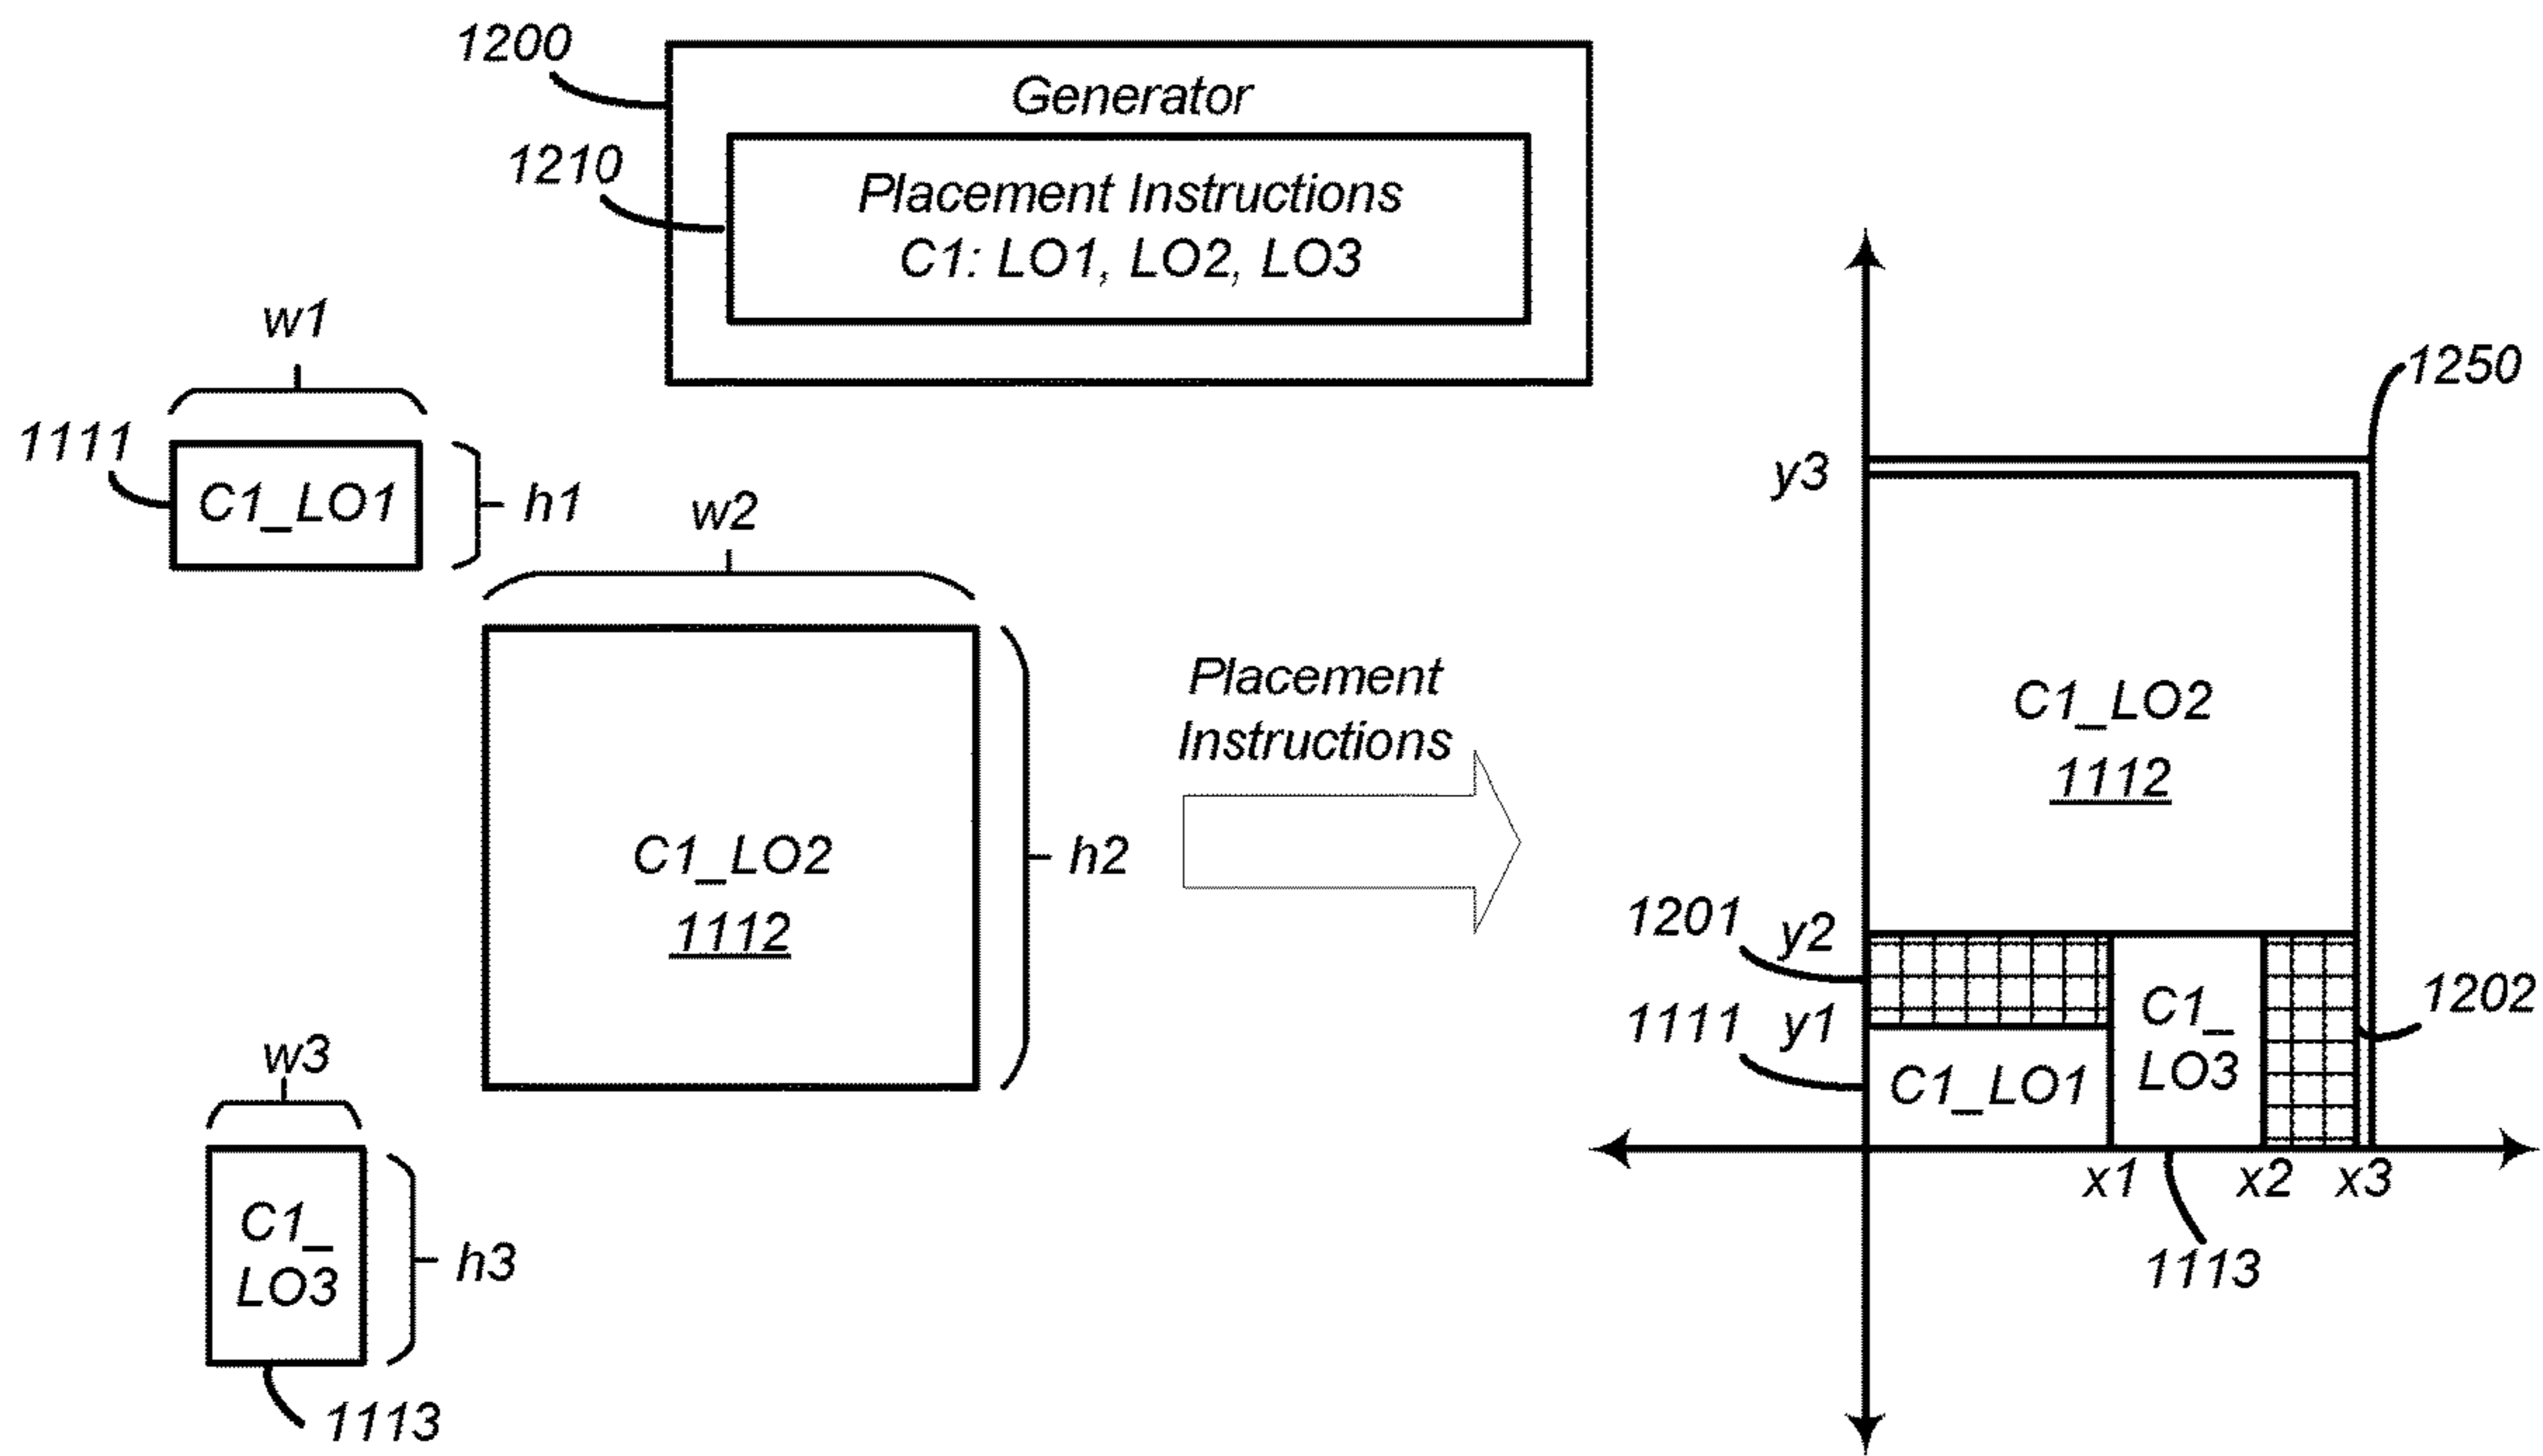 1200
Generator
1210
Placement Instructions
C1: LO1, LO2, LO3
w1
1111
C1_LO1
h1
w2
C1_LO2
1112
h2
w3
C1_
LO3
h3
1113
Placement
Instructions
1250
y3
C1_LO2
1112
1201
y2
1202
1111
y1
C1_
LO3
C1_LO1
x1
x2
x3
1113